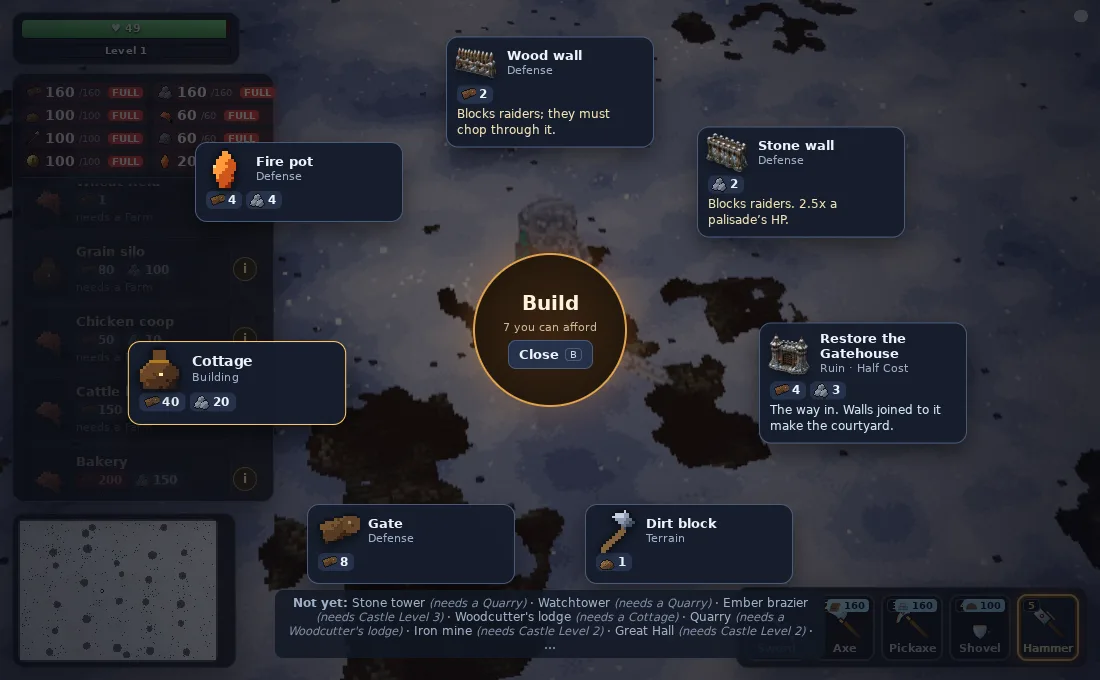 ♥ 49
Level 1
160 /160 FULL 160 /160 FULL
100 /100 FULL 60 /60 FULL
100 /100 FULL 60 /60 FULL
100 /100 FULL 20
1
needs a Farm
Grain silo
80 100
needs a Farm
i
Chicken coop
50 10
needs a
i
Cattle
150
needs a
Bakery
200 150
i
Wood wall
Defense
2
Blocks raiders; they must
chop through it.
Stone wall
Defense
2
Blocks raids. 2.5x a
palisade’s HP.
Fire pot
Defense
4 4
Build
7 you can afford
Close B
Restore the
Gatehouse
Ruin · Half Cost
4 3
The way in. Walls joined to it
make the courtyard.
Cottage
Building
40 20
Gate
Defense
8
Dirt block
Terrain
1
Not yet: Stone tower (needs a Quarry) · Watchtower (needs a Quarry) · Ember brazier
(needs Castle Level 3) · Woodcutter's lodge (needs a Cottage) · Quarry (needs a
Woodcutter's lodge) · Iron mine (needs Castle Level 2) · Great Hall (needs Castle Level 2) ·
...
160
Axe
160
Pickaxe
100
Shovel
5
Hammer